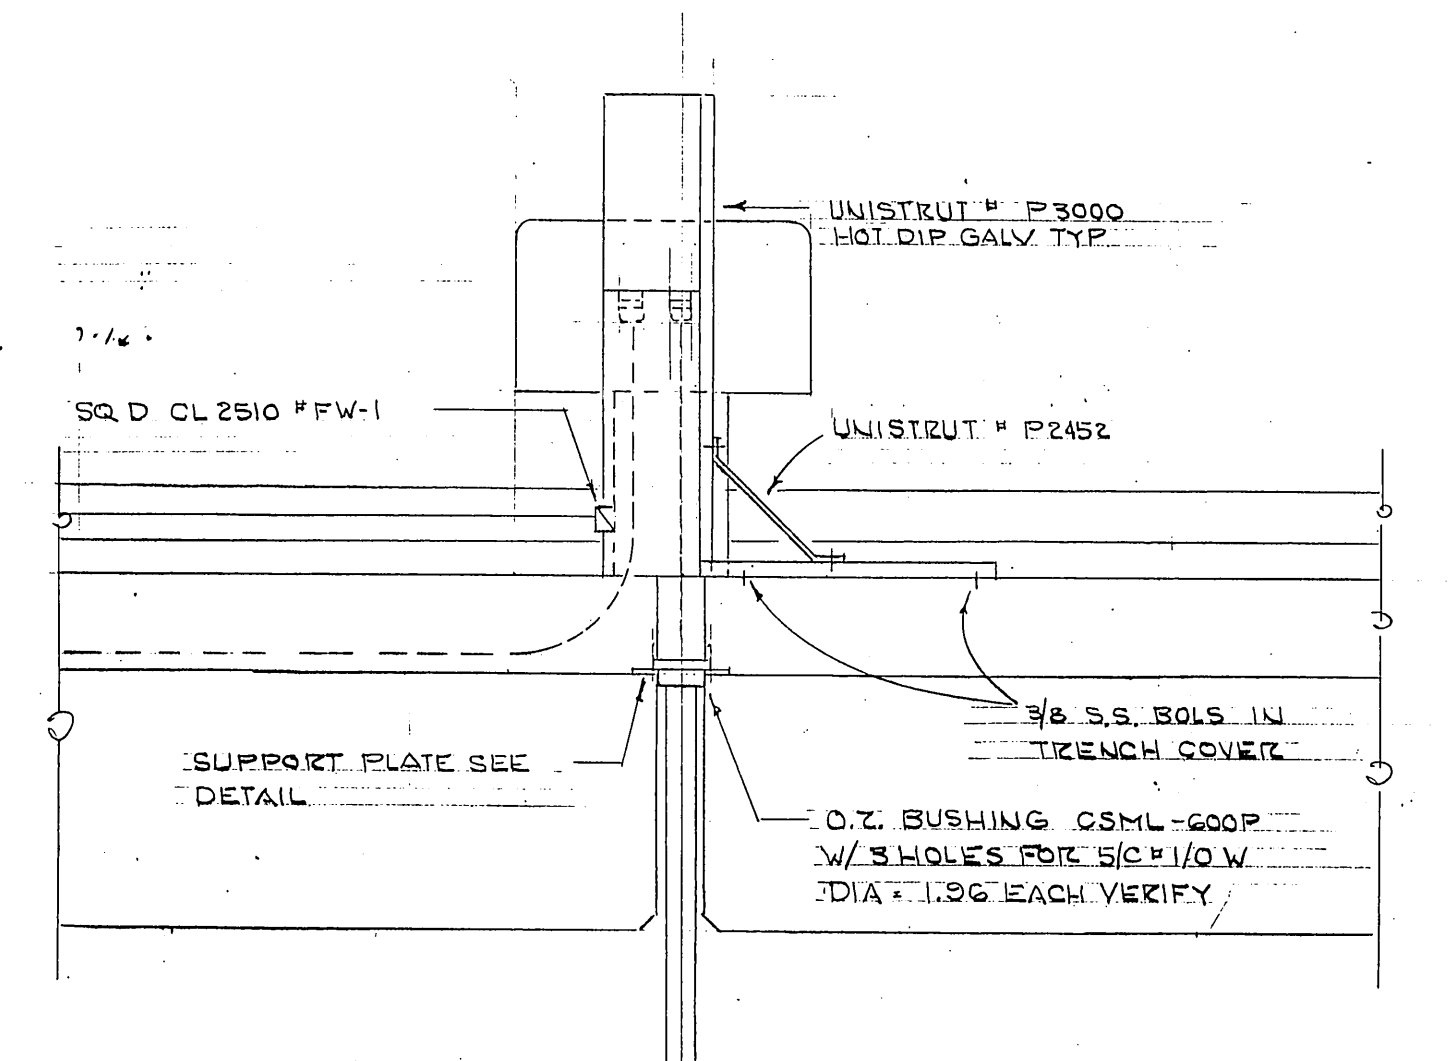 UNISTRUT # P3000
HOT DIP GALV TYP.
SQ D CL 2510 # FW-1
UNISTRUT # P2452
3/8 S.S. BOLS IN
TRENCH COVER
SUPPORT PLATE SEE
DETAIL
O.Z. BUSHING CSML-600P
W/ 3 HOLES FOR 5/C # 1/0 W
DIA = 1.96 EACH VERIFY